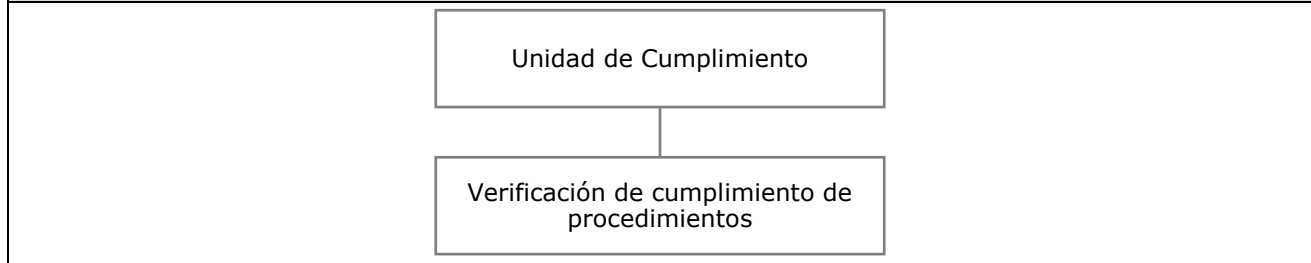 Unidad de Cumplimiento
Verificación de cumplimiento de
procedimientos